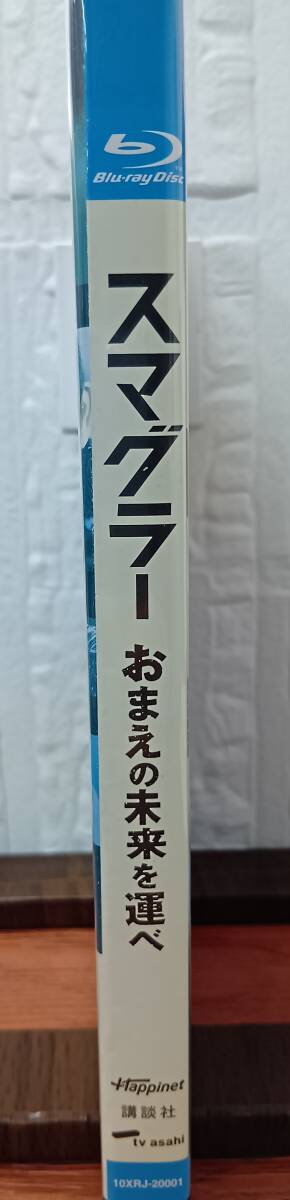 Blu-ray Disc
スマグラー おまえの未来を運べ
Happinet
講談社
tv asahi
10XRJ-20001